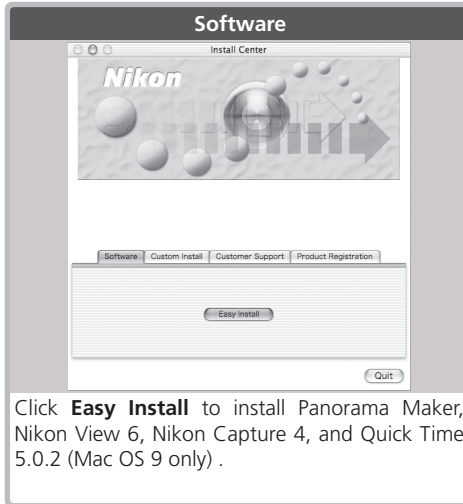 Software
Install Center
Nikon
Software Custom Install Customer Support Product Registration
Easy Install
Quit
Click Easy Install to install Panorama Maker,
Nikon View 6, Nikon Capture 4, and Quick Time
5.0.2 (Mac OS 9 only) .